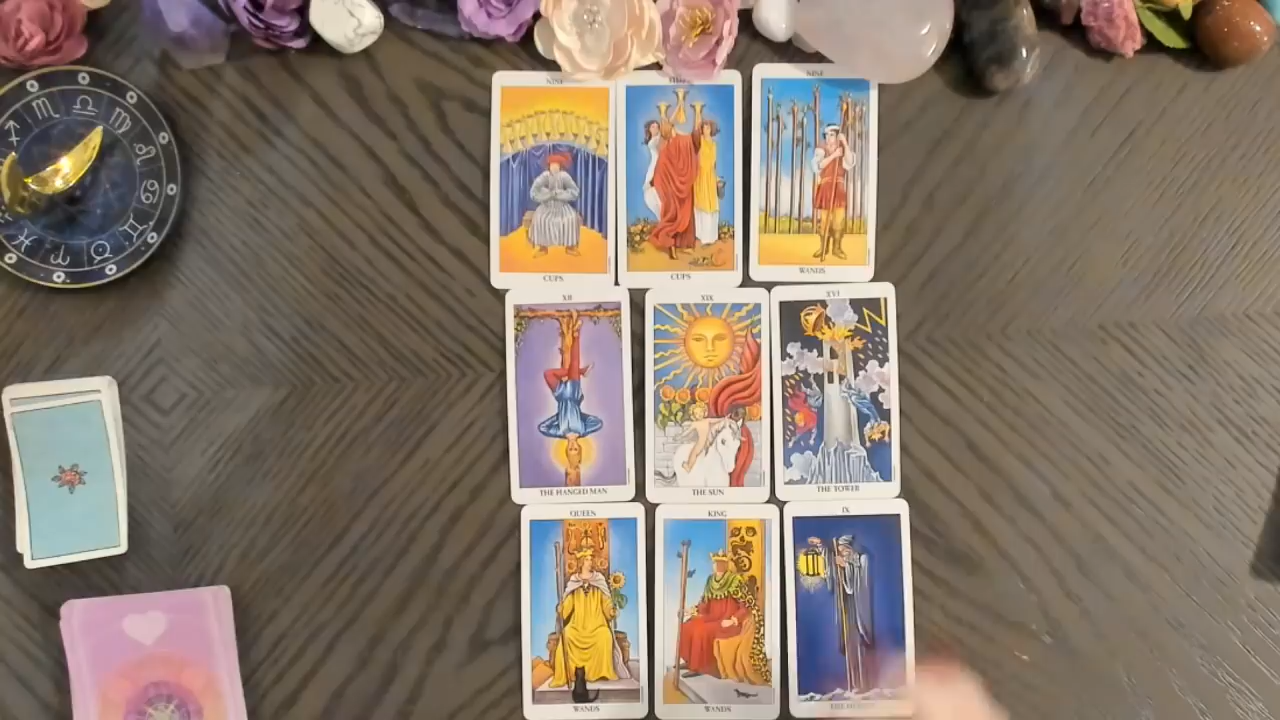 NINE
CUPS
CUPS
NINE
WANDS
XII
THE HANGED MAN
XIX
THE SUN
XVI
THE TOWER
QUEEN
WANDS
KING
WANDS
IX